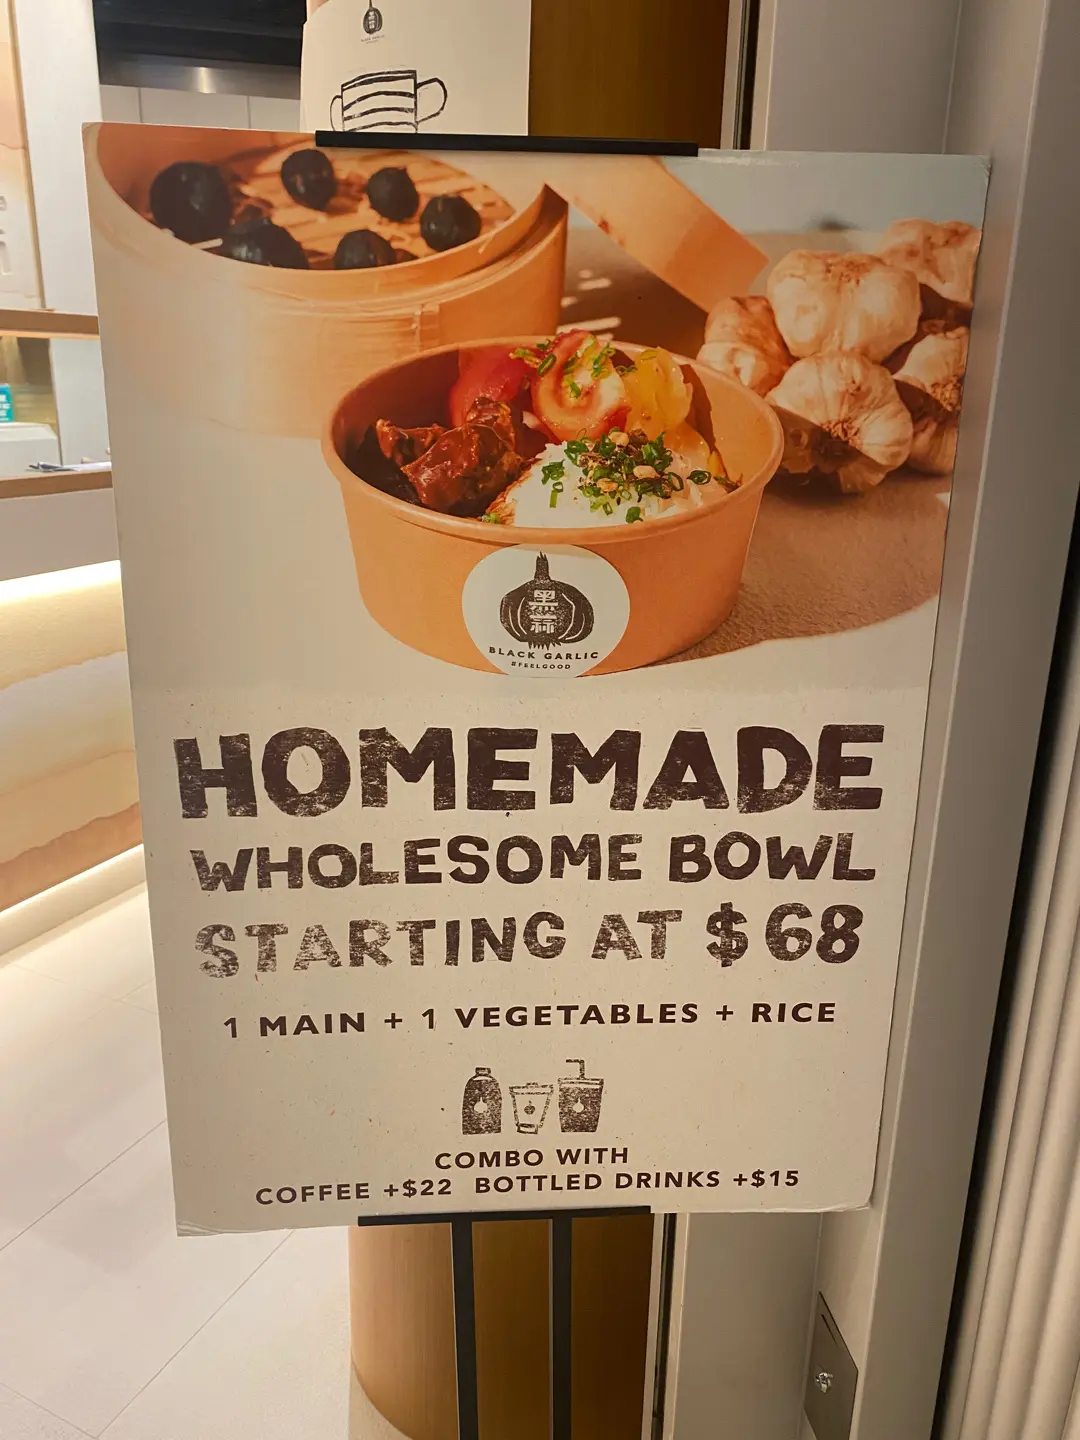 黑
蒜
BLACK GARLIC
#FEELGOOD
HOMEMADE
WHOLESOME BOWL
STARTING AT $68
1 MAIN + 1 VEGETABLES + RICE
COMBO WITH
COFFEE +$22 BOTTLED DRINKS +$15